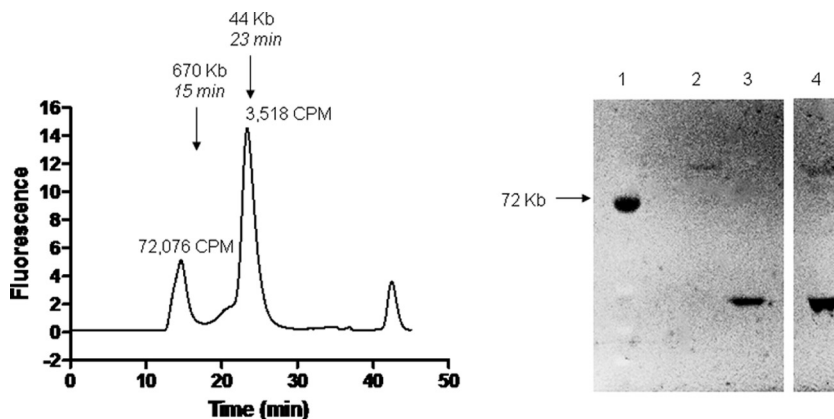 44 Kb
23 min
670 Kb
15 min
3,518 CPM
72,076 CPM
Fluorescence
16
14
12
10
8
6
4
2
0
-2
0 10 20 30 40 50
Time (min)
1 2 3 4
72 Kb